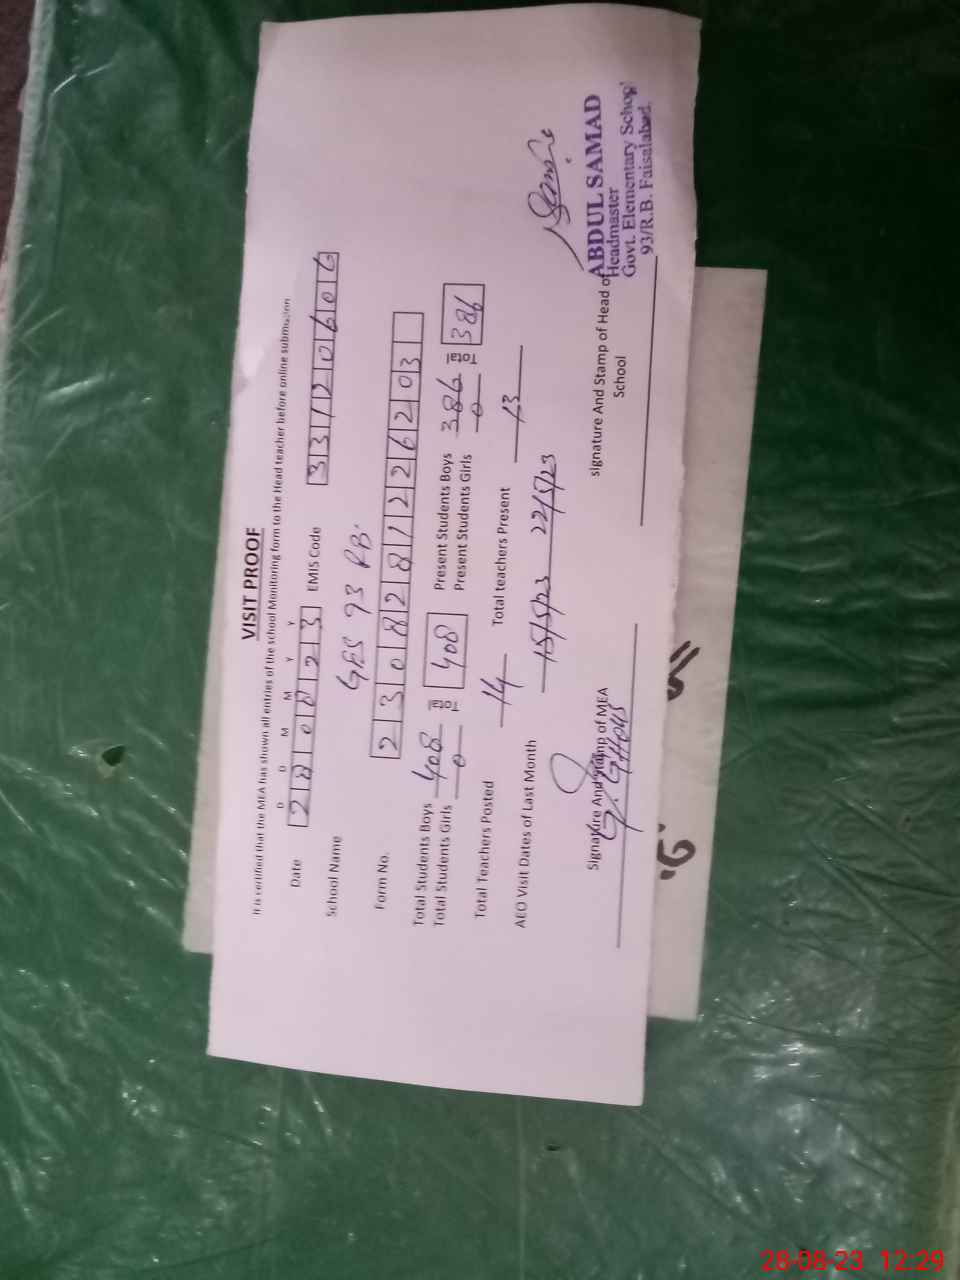 VISIT PROOF
It is certified that the MEA has shown all entries of the school Monitoring form to the Head teacher before online submission
D D M M Y Y
Date 2 8 0 8 2 3 EMIS Code 3 3 1 2 0 6 0 6
School Name GES 93 RB.
Form No. 2 3 0 8 2 8 1 2 2 6 2 0 3
Total Students Boys 408 Total 408 Present Students Boys 386 Total 386
Total Students Girls 0 Present Students Girls 0
Total Teachers Posted 14 Total teachers Present 13
AEO Visit Dates of Last Month 15/5/23 22/5/23
Signature And Stamp of MEA signature And Stamp of Head of
School
ABDUL SAMAD
Headmaster
Govt. Elementary School
93/R.B. Faisalabad.
28-08-23 12:29